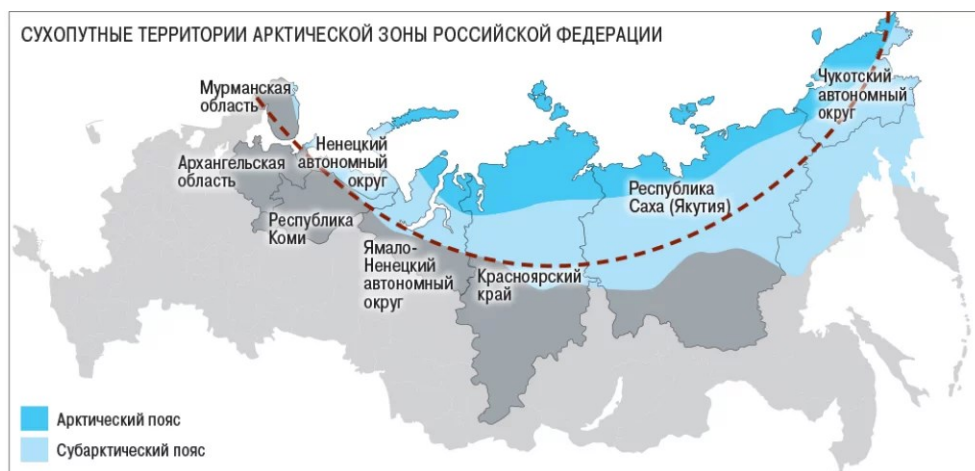 СУХОПУТНЫЕ ТЕРРИТОРИИ АРКТИЧЕСКОЙ ЗОНЫ РОССИЙСКОЙ ФЕДЕРАЦИИ
Мурманская
область
Архангельская
область
Ненецкий
автономный
округ
Республика
Коми
Ямало-
Ненецкий
автономный
округ
Красноярский
край
Республика
Саха (Якутия)
Чукотский
автономный
округ
Арктический пояс
Субарктический пояс